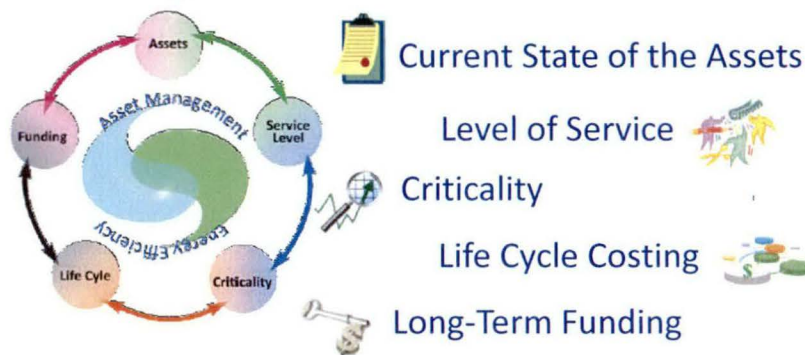 Assets
Service
Level
Criticality
Life Cyle
Funding
Asset Management
Energy Efficiency
Current State of the Assets
Level of Service
Criticality
Life Cycle Costing
Long-Term Funding
$
$